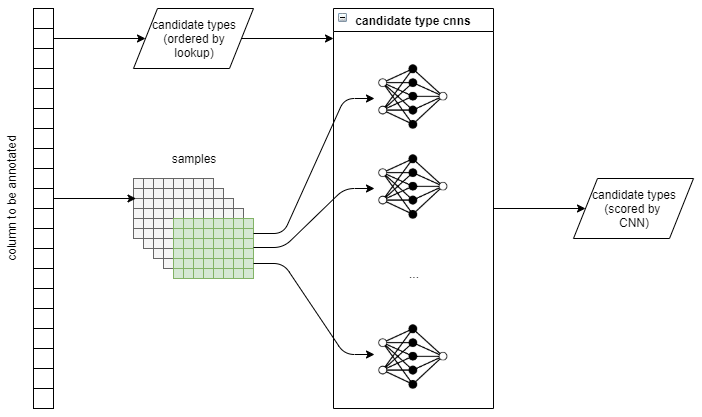 column to be annotated
candidate types
(ordered by
lookup)
candidate type cnns
samples
...
candidate types
(scored by
CNN)